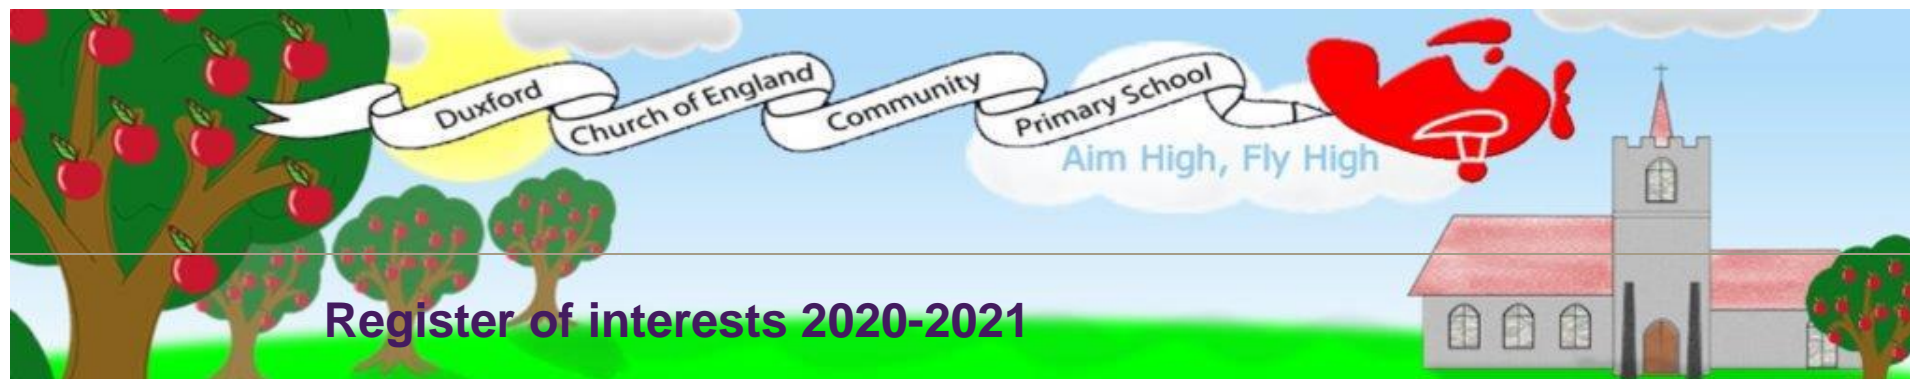 Duxford Church of England Community Primary School
Aim High, Fly High
Register of interests 2020-2021